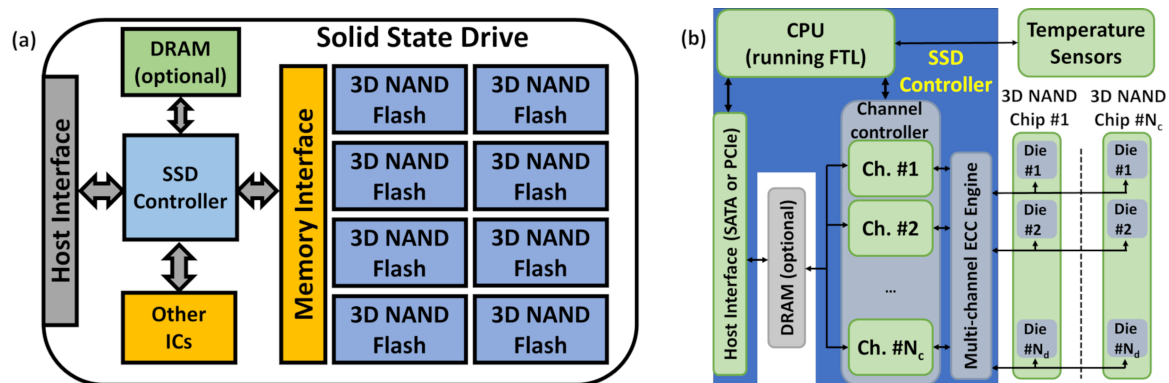 (a)
Solid State Drive
Host Interface
DRAM
(optional)
SSD
Controller
Other
ICs
Memory Interface
3D NAND
Flash
3D NAND
Flash
3D NAND
Flash
3D NAND
Flash
3D NAND
Flash
3D NAND
Flash
3D NAND
Flash
3D NAND
Flash
(b)
CPU
(running FTL)
SSD
Controller
Temperature
Sensors
Host Interface (SATA or PCIe)
DRAM (optional)
Channel
controller
Ch. #1
Ch. #2
...
Ch. #Nc
Multi-channel ECC Engine
3D NAND
Chip #1
Die
#1
Die
#2
Die
#Nd
3D NAND
Chip #Nc
Die
#1
Die
#2
Die
#Nd